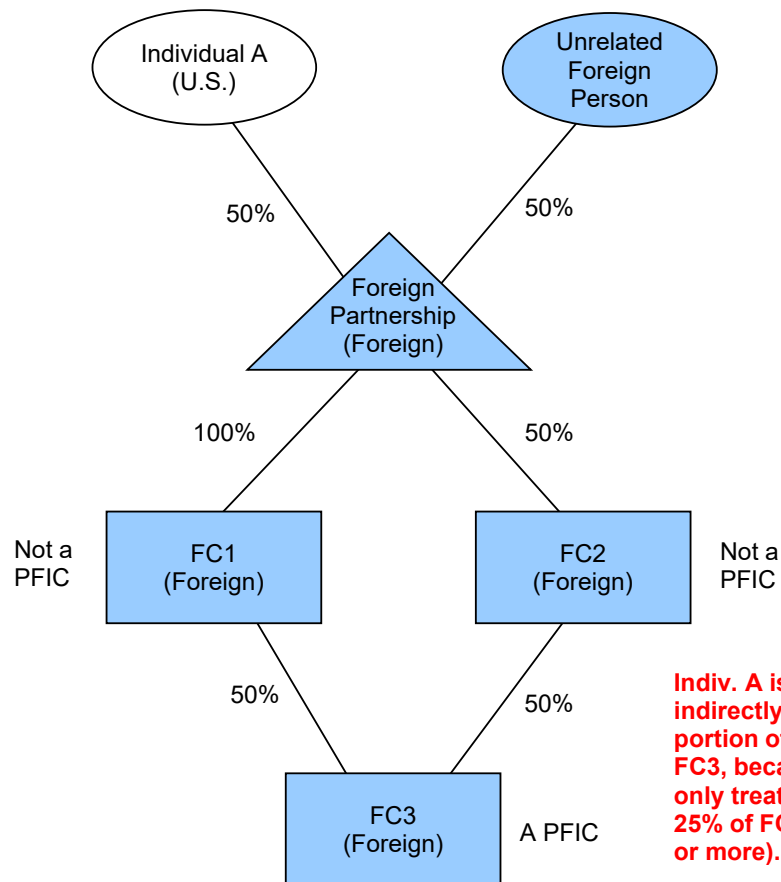 Individual A
(U.S.)
Unrelated
Foreign
Person
50%
50%
Foreign
Partnership
(Foreign)
100%
50%
Not a
PFIC
FC1
(Foreign)
FC2
(Foreign)
Not a
PFIC
50%
50%
Indiv. A is
indirectly
portion of
FC3, beca
only treat
25% of FC
or more).
FC3
(Foreign)
A PFIC